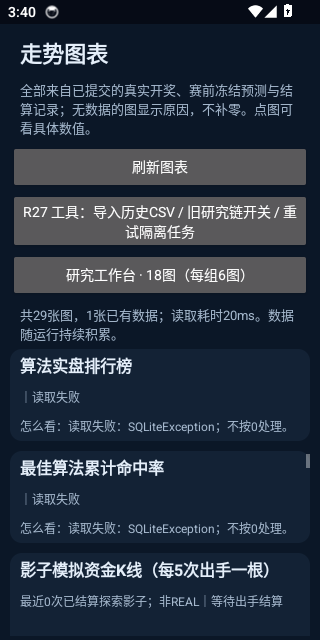 3:40
走势图表
全部来自已提交的真实开奖、赛前冻结预测与结
算记录；无数据的图显示原因，不补零。点图可
看具体数值。
刷新图表
R27 工具：导入历史CSV / 旧研究链开关 / 重
试隔离任务
研究工作台 · 18图（每组6图）
共29张图，1张已有数据；读取耗时20ms。数据
随运行持续积累。
算法实盘排行榜
｜读取失败
怎么看：读取失败：SQLiteException；不按0处理。
最佳算法累计命中率
｜读取失败
怎么看：读取失败：SQLiteException；不按0处理。
影子模拟资金K线（每5次出手一根）
最近0次已结算探索影子；非REAL｜等待出手结算